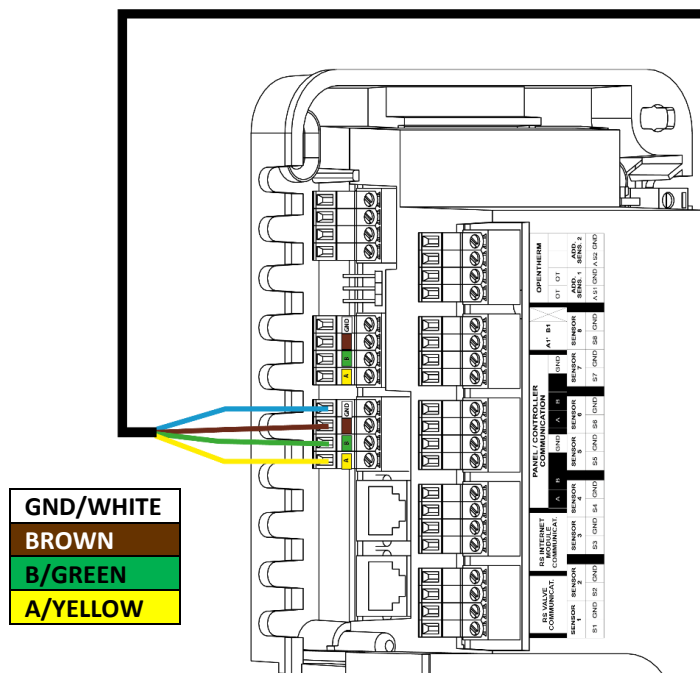 GND
B
A
GND
B
A
GND/WHITE
BROWN
B/GREEN
A/YELLOW
RS VALVE
COMMUNICAT.
RS INTERNET
MODULE
COMMUNICAT.
PANEL / CONTROLLER
COMMUNICATION
A B GND A B GND
A1' B1
OPENTHERM
OT OT
SENSOR
1
SENSOR
2
SENSOR
3
SENSOR
4
SENSOR
5
SENSOR
6
SENSOR
7
SENSOR
8
ADD.
SENS. 1
ADD.
SENS. 2
S1 GND S2 GND S3 GND S4 GND S5 GND S6 GND S7 GND S8 GND A S1 GND A S2 GND